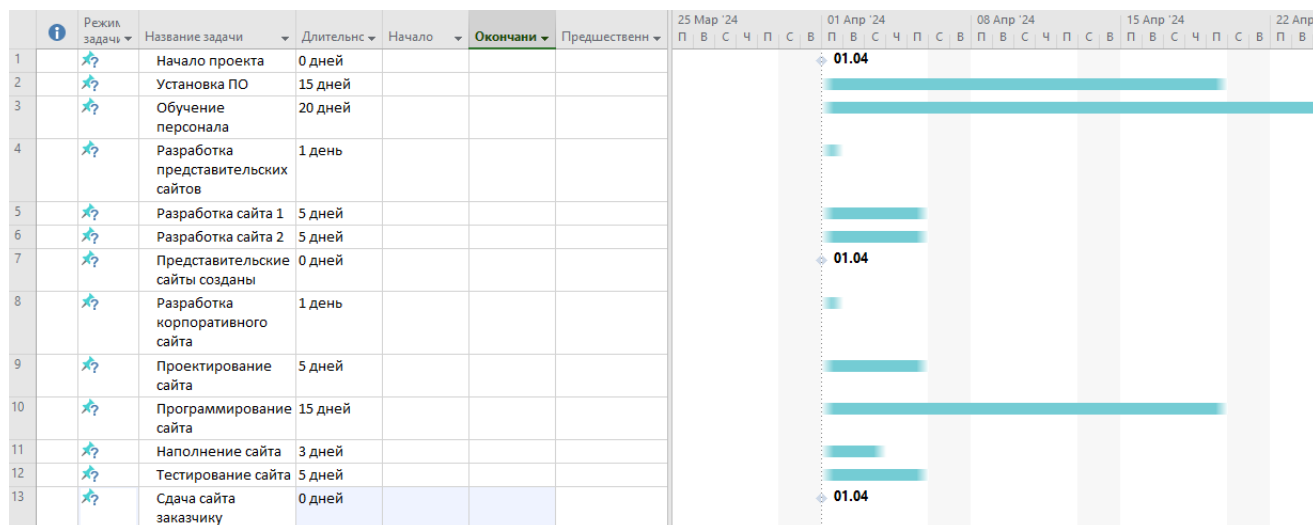 25 Мар '24 01 Апр '24 08 Апр '24 15 Апр '24 22 Апр
Режим задачи Название задачи Длительнс Начало Окончани Предшественн П В С Ч П С В П В С Ч П С В П В С Ч П С В П В С Ч П С В П В
1 Начало проекта 0 дней 01.04
2 Установка ПО 15 дней
3 Обучение 20 дней
персонала
4 Разработка 1 день
представительских
сайтов
5 Разработка сайта 1 5 дней
6 Разработка сайта 2 5 дней
7 Представительские 0 дней 01.04
сайты созданы
8 Разработка 1 день
корпоративного
сайта
9 Проектирование 5 дней
сайта
10 Программирование 15 дней
сайта
11 Наполнение сайта 3 дней
12 Тестирование сайта 5 дней
13 Сдача сайта 0 дней 01.04
заказчику